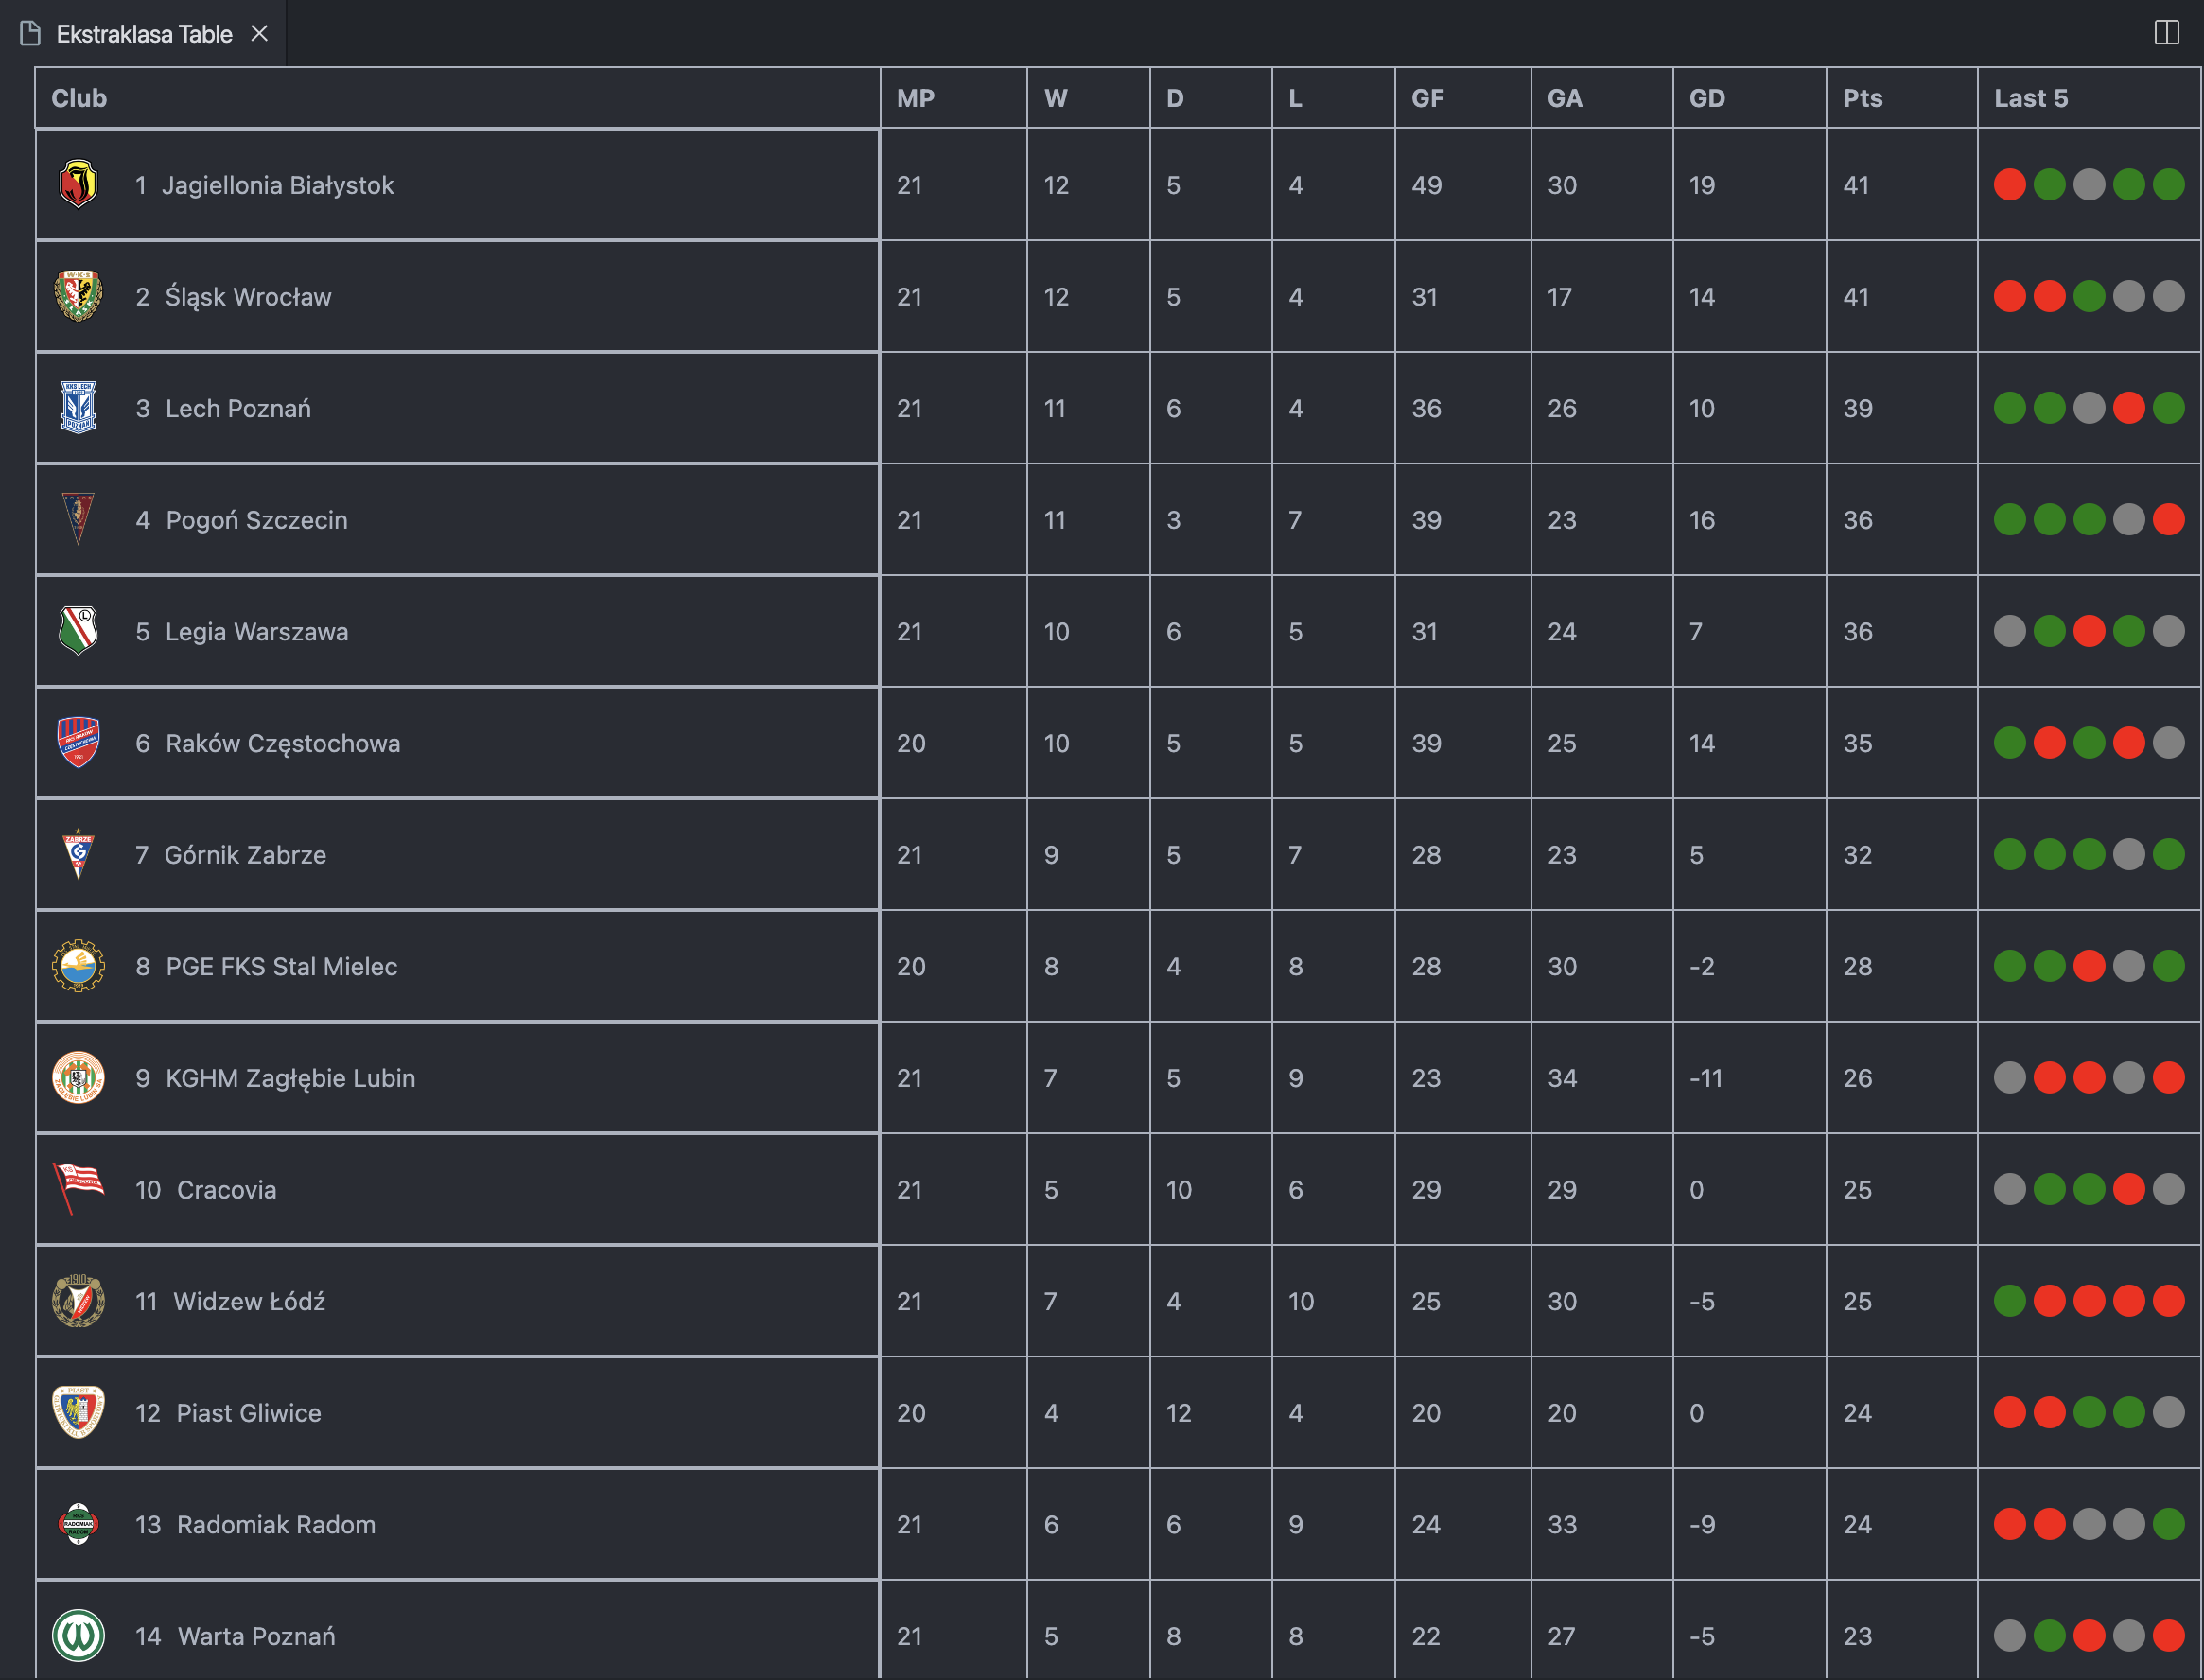 Ekstraklasa Table
Club MP W D L GF GA GD Pts Last 5
1 Jagiellonia Białystok 21 12 5 4 49 30 19 41
2 Śląsk Wrocław 21 12 5 4 31 17 14 41
3 Lech Poznań 21 11 6 4 36 26 10 39
4 Pogoń Szczecin 21 11 3 7 39 23 16 36
5 Legia Warszawa 21 10 6 5 31 24 7 36
6 Raków Częstochowa 20 10 5 5 39 25 14 35
7 Górnik Zabrze 21 9 5 7 28 23 5 32
8 PGE FKS Stal Mielec 20 8 4 8 28 30 -2 28
9 KGHM Zagłębie Lubin 21 7 5 9 23 34 -11 26
10 Cracovia 21 5 10 6 29 29 0 25
11 Widzew Łódź 21 7 4 10 25 30 -5 25
12 Piast Gliwice 20 4 12 4 20 20 0 24
13 Radomiak Radom 21 6 6 9 24 33 -9 24
14 Warta Poznań 21 5 8 8 22 27 -5 23